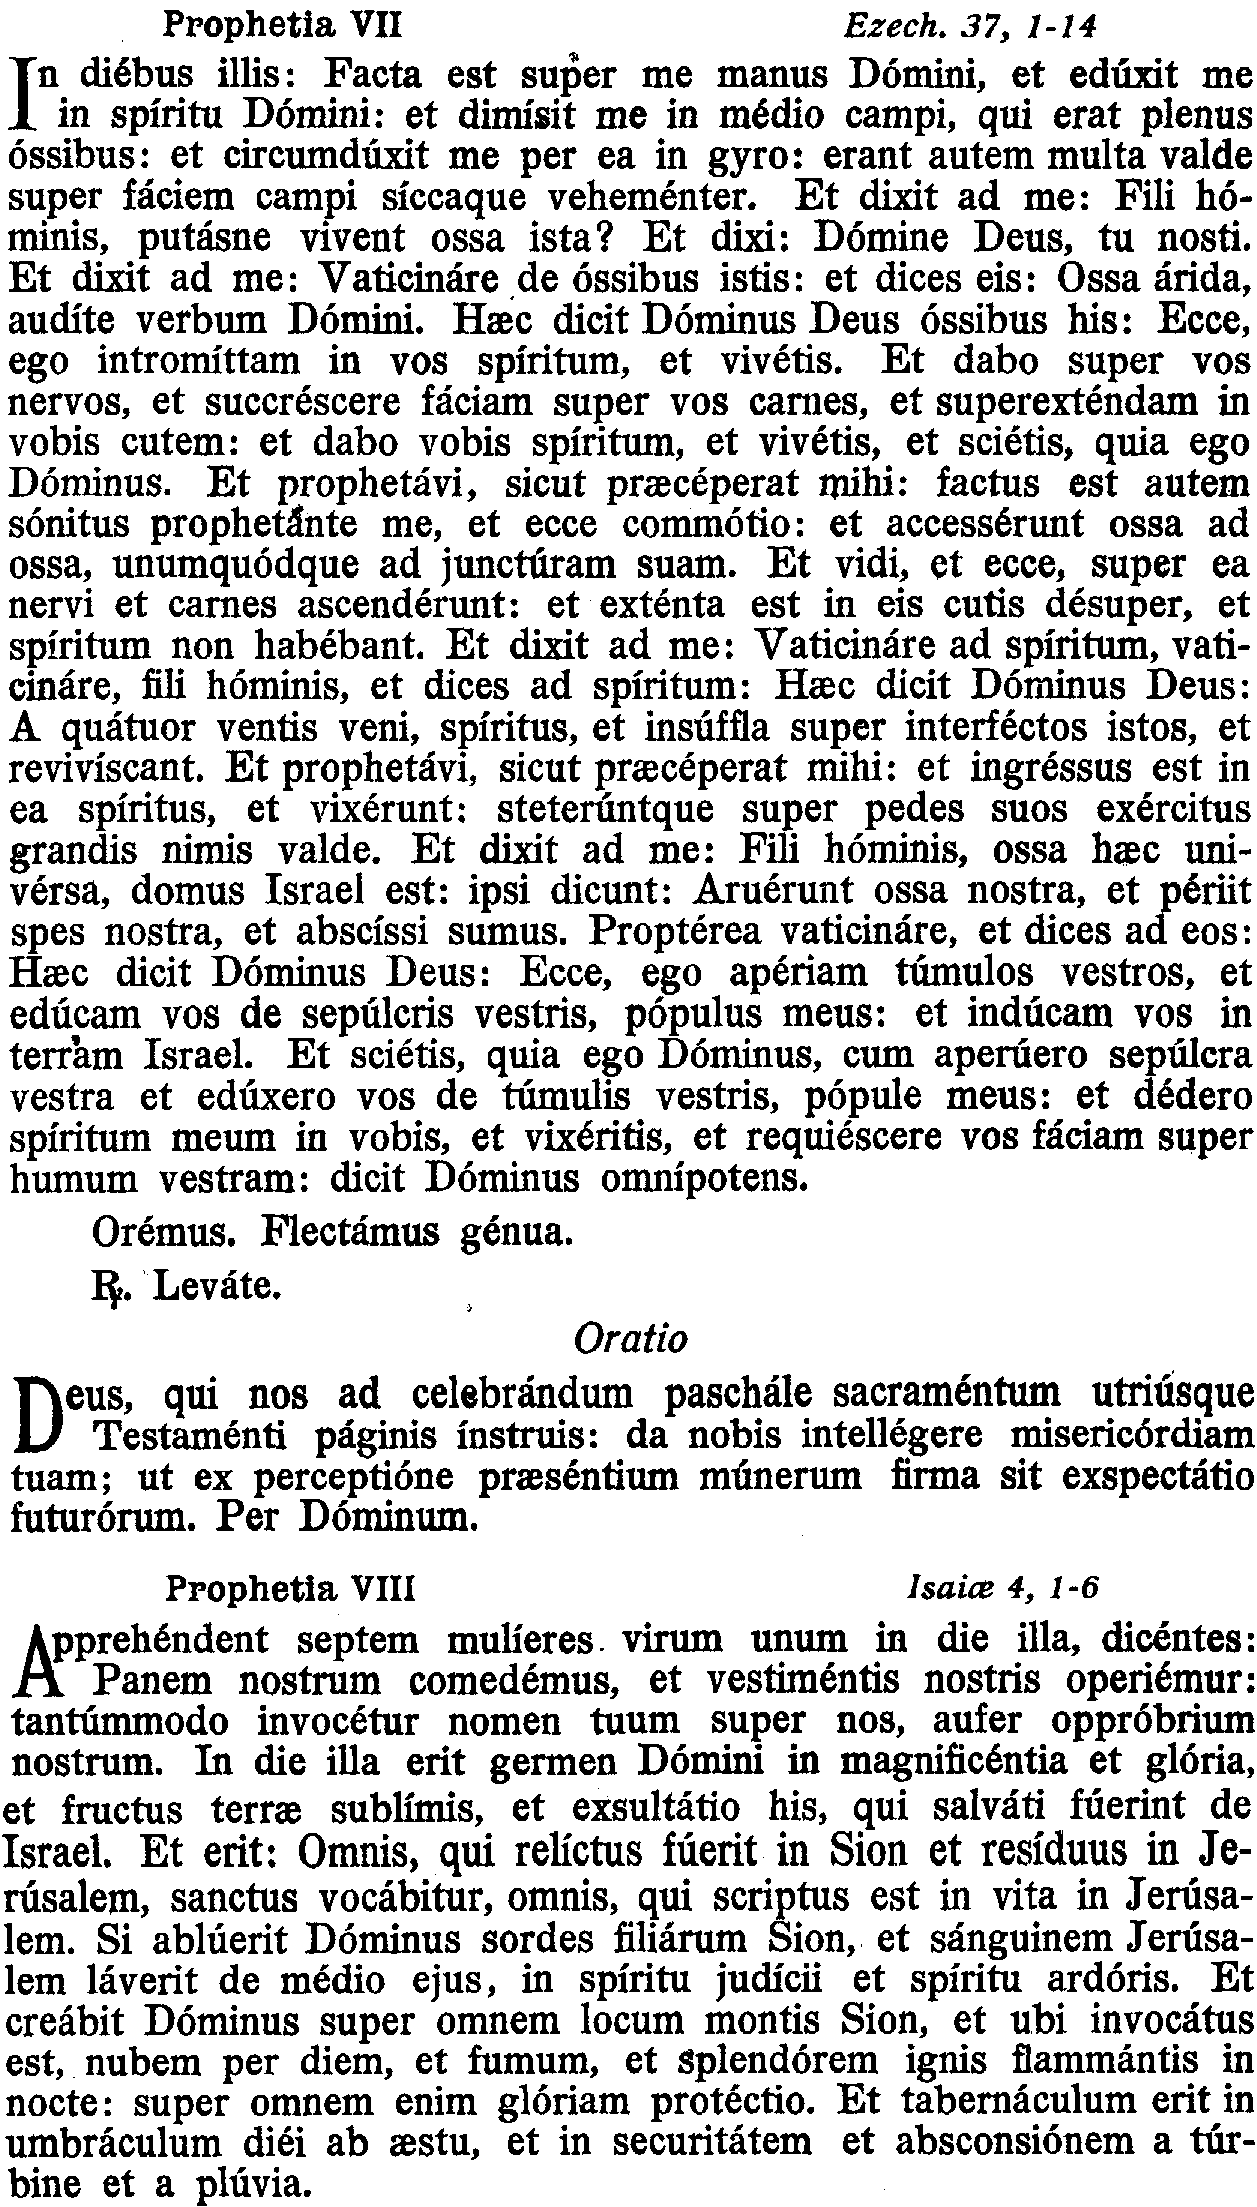 Prophetia VII Ezech. 37, 1-14
In diébus illis: Facta est super me manus Dómini, et edúxit me
in spíritu Dómini: et dimísit me in médio campi, qui erat plenus
óssibus: et circumdúxit me per ea in gyro: erant autem multa valde
super fáciem campi síccaque veheménter. Et dixit ad me: Fili hó-
minis, putásne vivent ossa ista? Et dixi: Dómine Deus, tu nosti.
Et dixit ad me: Vaticináre de óssibus istis: et dices eis: Ossa árida,
audíte verbum Dómini. Hæc dicit Dóminus Deus óssibus his: Ecce,
ego intromíttam in vos spíritum, et vivétis. Et dabo super vos
nervos, et succréscere fáciam super vos carnes, et superexténdam in
vobis cutem: et dabo vobis spíritum, et vivétis, et sciétis, quia ego
Dóminus. Et prophetávi, sicut præcéperat mihi: factus est autem
sónitus prophetánte me, et ecce commótio: et accessérunt ossa ad
ossa, unumquódque ad junctúram suam. Et vidi, et ecce, super ea
nervi et carnes ascendérunt: et exténta est in eis cutis désuper, et
spíritum non habébant. Et dixit ad me: Vaticináre ad spíritum, vati-
cináre, fili hóminis, et dices ad spíritum: Hæc dicit Dóminus Deus:
A quátuor ventis veni, spíritus, et insúffla super interféctos istos, et
revivíscant. Et prophetávi, sicut præcéperat mihi: et ingréssus est in
ea spíritus, et vixérunt: steterúntque super pedes suos exércitus
grandis nimis valde. Et dixit ad me: Fili hóminis, ossa hæc uni-
vérsa, domus Israel est: ipsi dicunt: Aruérunt ossa nostra, et périit
spes nostra, et abscíssi sumus. Proptérea vaticináre, et dices ad eos:
Hæc dicit Dóminus Deus: Ecce, ego apériam túmulos vestros, et
edúcam vos de sepúlcris vestris, pópulus meus: et indúcam vos in
terram Israel. Et sciétis, quia ego Dóminus, cum aperúero sepúlcra
vestra et edúxero vos de túmulis vestris, pópule meus: et dédero
spíritum meum in vobis, et vixéritis, et requiéscere vos fáciam super
humum vestram: dicit Dóminus omnípotens.
Orémus. Flectámus génua.
℟. Leváte.
Oratio
Deus, qui nos ad celebrándum paschále sacraméntum utriúsque
Testaménti páginis ínstruis: da nobis intellégere misericórdiam
tuam; ut ex perceptióne præséntium múnerum firma sit exspectátio
futurórum. Per Dóminum.
Prophetia VIII Isaiæ 4, 1-6
Apprehéndent septem mulíeres virum unum in die illa, dicéntes:
Panem nostrum comedémus, et vestiméntis nostris operiémur:
tantúmmodo invocétur nomen tuum super nos, aufer oppróbrium
nostrum. In die illa erit germen Dómini in magnificéntia et glória,
et fructus terræ sublímis, et exsultátio his, qui salváti fúerint de
Israel. Et erit: Omnis, qui relíctus fúerit in Sion et resíduus in Je-
rúsalem, sanctus vocábitur, omnis, qui scriptus est in vita in Jerúsa-
lem. Si ablúerit Dóminus sordes filiárum Sion, et sánguinem Jerúsa-
lem láverit de médio ejus, in spíritu judícii et spíritu ardóris. Et
creábit Dóminus super omnem locum montis Sion, et ubi invocátus
est, nubem per diem, et fumum, et splendórem ignis flammántis in
nocte: super omnem enim glóriam protéctio. Et tabernáculum erit in
umbráculum diéi ab æstu, et in securitátem et absconsiónem a túr-
bine et a plúvia.